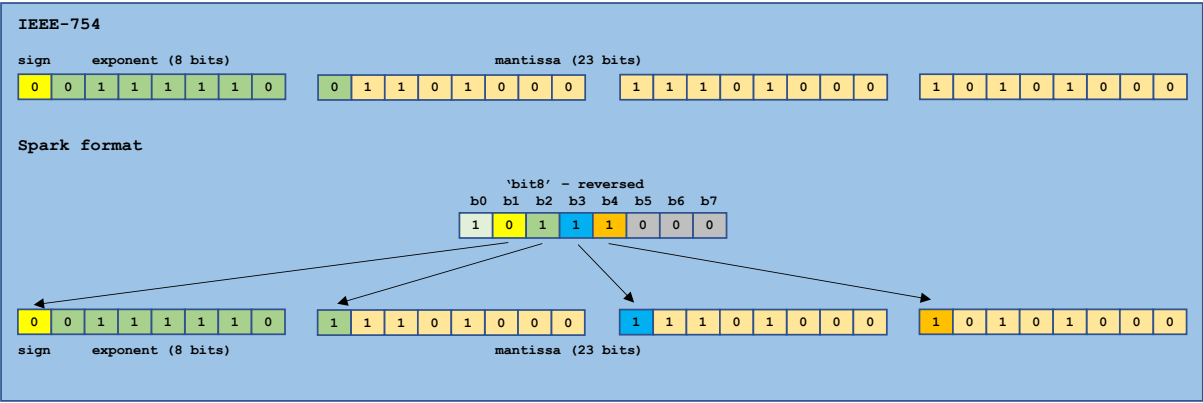 IEEE-754
sign exponent (8 bits) mantissa (23 bits)
0 0 1 1 1 1 1 0 0 1 1 0 1 0 0 0 1 1 1 0 1 0 0 0 1 0 1 0 1 0 0 0
Spark format
‘bit8’ – reversed
b0 b1 b2 b3 b4 b5 b6 b7
1 0 1 1 1 0 0 0
0 0 1 1 1 1 1 0 1 1 1 0 1 0 0 0 1 1 1 0 1 0 0 0 1 0 1 0 1 0 0 0
sign exponent (8 bits) mantissa (23 bits)